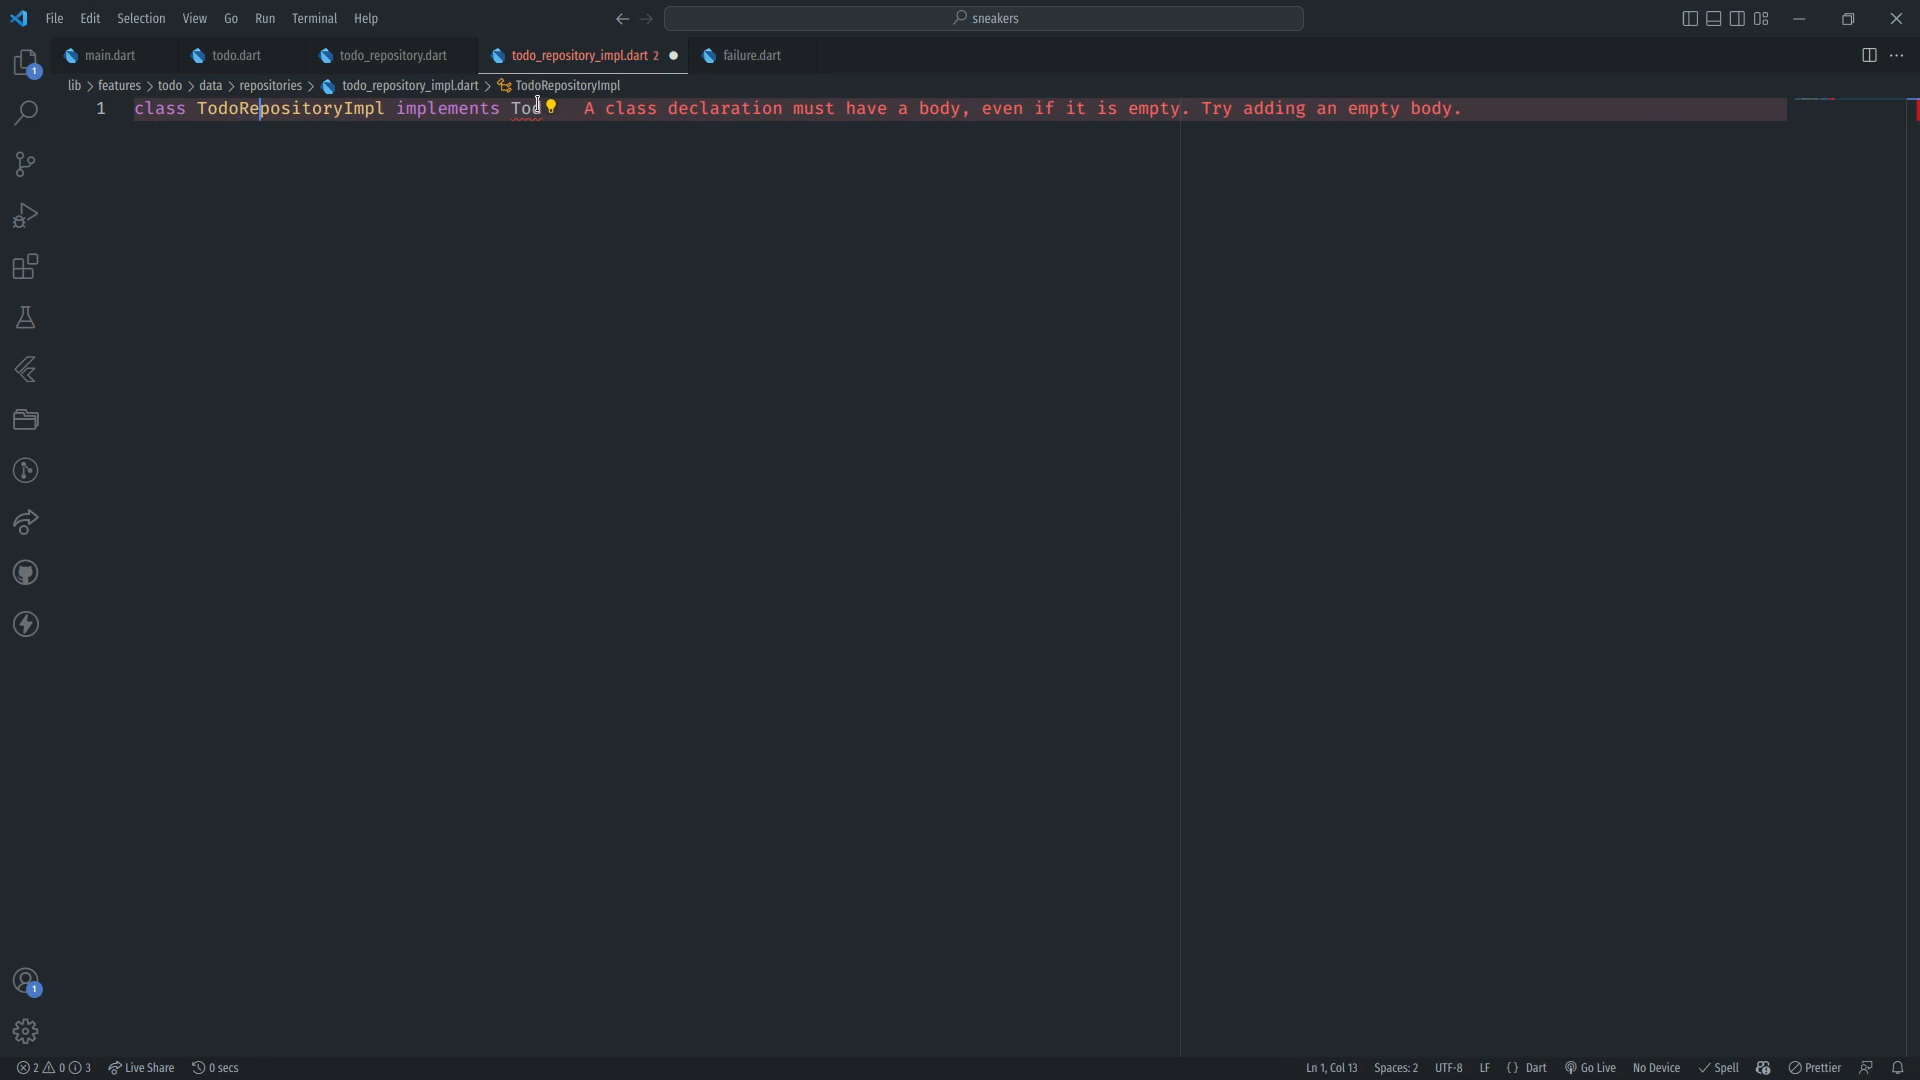 File Edit Selection View Go Run Terminal Help sneakers
main.dart todo.dart todo_repository.dart todo_repository_impl.dart 2 failure.dart
1
lib > features > todo > data > repositories > todo_repository_impl.dart > TodoRepositoryImpl
1 class TodoRepositoryImpl implements Tod A class declaration must have a body, even if it is empty. Try adding an empty body.
1
2 0 3 Live Share 0 secs Ln 1, Col 13 Spaces: 2 UTF-8 LF {} Dart Go Live No Device Spell Prettier